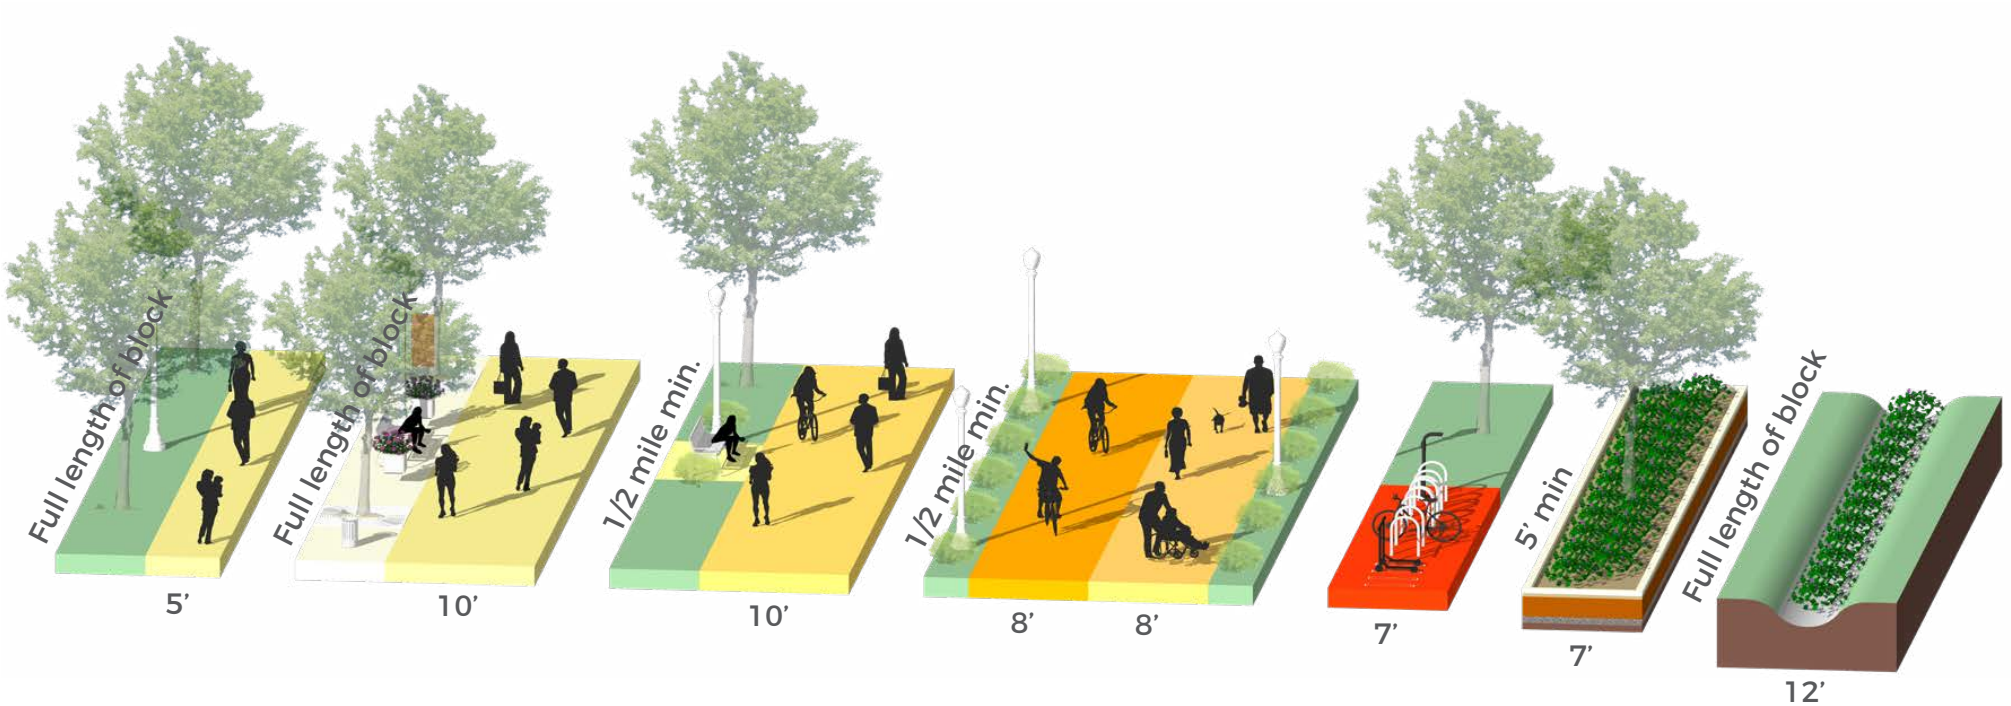 Full length of block
5’
Full length of block
10’
1/2 mile min.
10’
1/2 mile min.
8’
8’
7’
5’ min
7’
Full length of block
12’